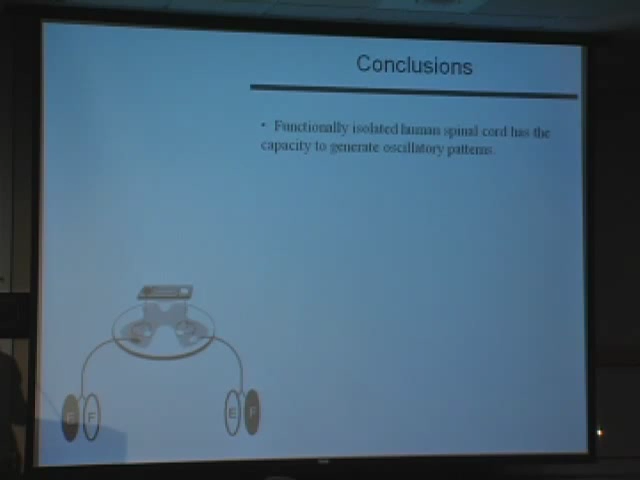 Conclusions
• Functionally isolated human spinal cord has the
capacity to generate oscillatory patterns.
E F E F